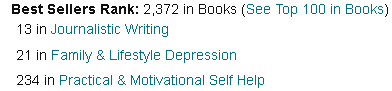 Best Sellers Rank: 2,372 in Books (See Top 100 in Books)
13 in Journalistic Writing
21 in Family & Lifestyle Depression
234 in Practical & Motivational Self Help